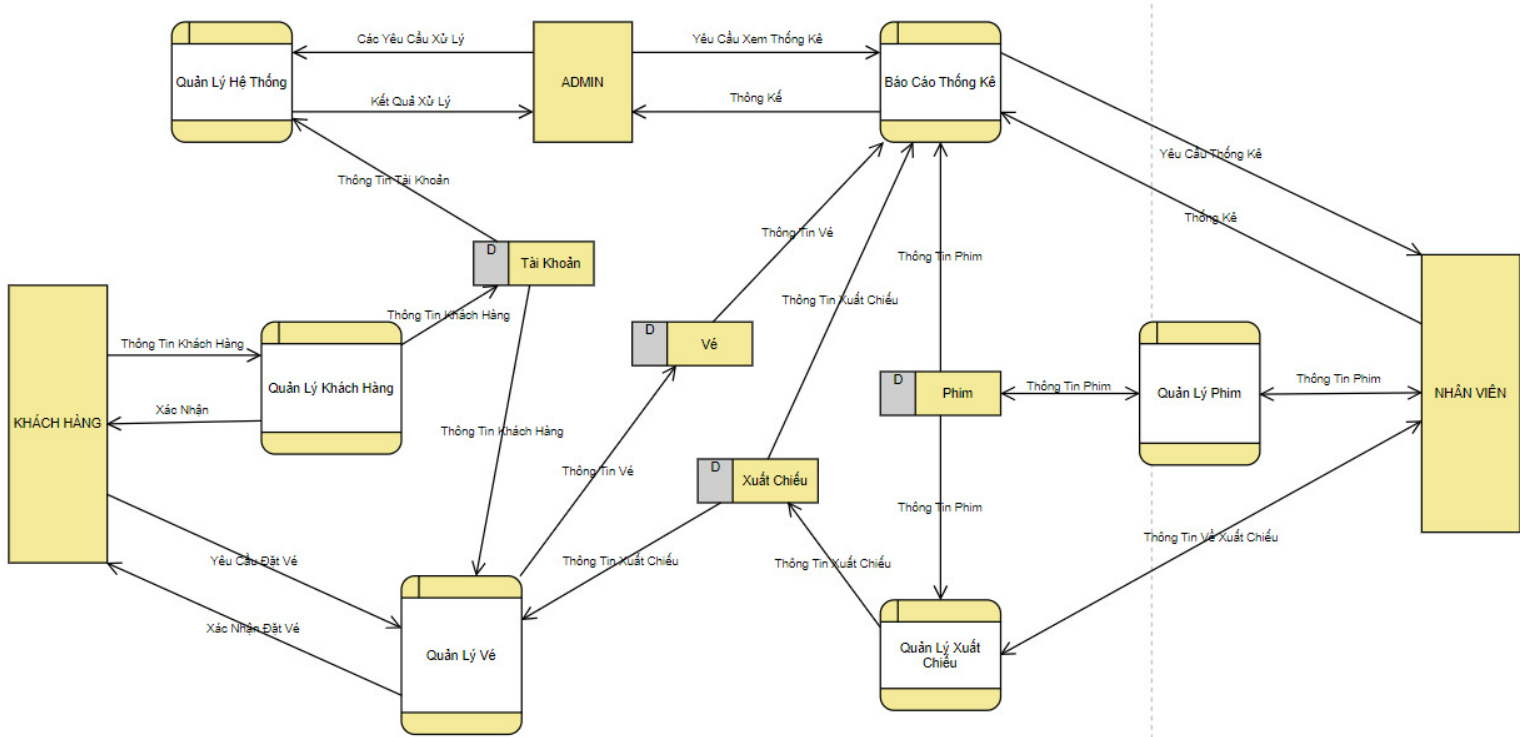 Các Yêu Cầu Xử Lý
Yêu Cầu Xem Thống Kê
Quản Lý Hệ Thống
ADMIN
Báo Cáo Thống Kê
Kết Quả Xử Lý
Thông Kế
Yêu Cầu Thống Kê
Thông Tin Tài Khoản
Thống Kê
Thông Tin Vé
D
Tài Khoản
Thông Tin Phim
Thông Tin Xuất Chiếu
Thông Tin Khách Hàng
D
Vé
Thông Tin Khách Hàng
Quản Lý Khách Hàng
D
Phim
Thông Tin Phim
Quản Lý Phim
Thông Tin Phim
NHÂN VIÊN
Xác Nhận
KHÁCH HÀNG
Thông Tin Khách Hàng
Thông Tin Vé
D
Xuất Chiếu
Thông Tin Phim
Thông Tin Về Xuất Chiếu
Yêu Cầu Đặt Vé
Thông Tin Xuất Chiếu
Thông Tin Xuất Chiếu
Xác Nhận Đặt Vé
Quản Lý Vé
Quản Lý Xuất
Chiếu